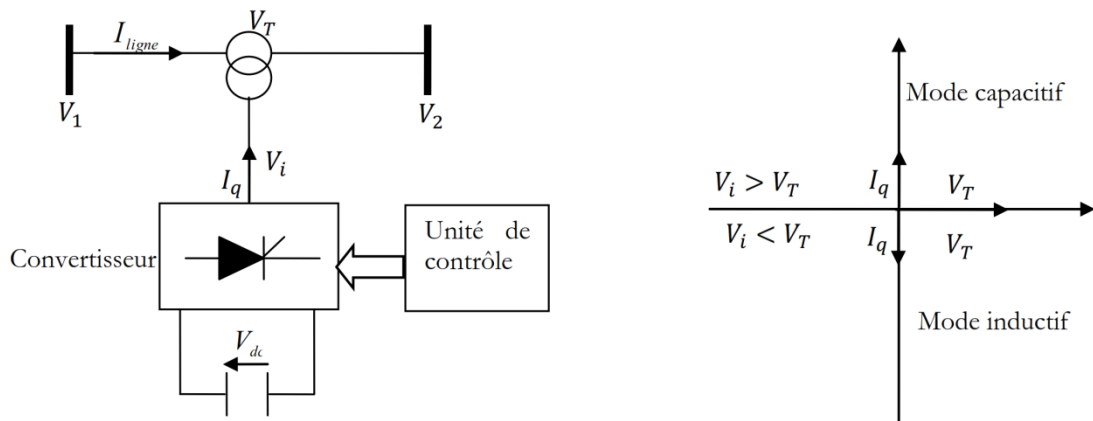 I_ligne
V_T
V_1
V_2
V_i
I_q
Convertisseur
Unité de
contrôle
V_dc
Mode capacitif
V_i > V_T
I_q
V_T
V_i < V_T
I_q
V_T
Mode inductif